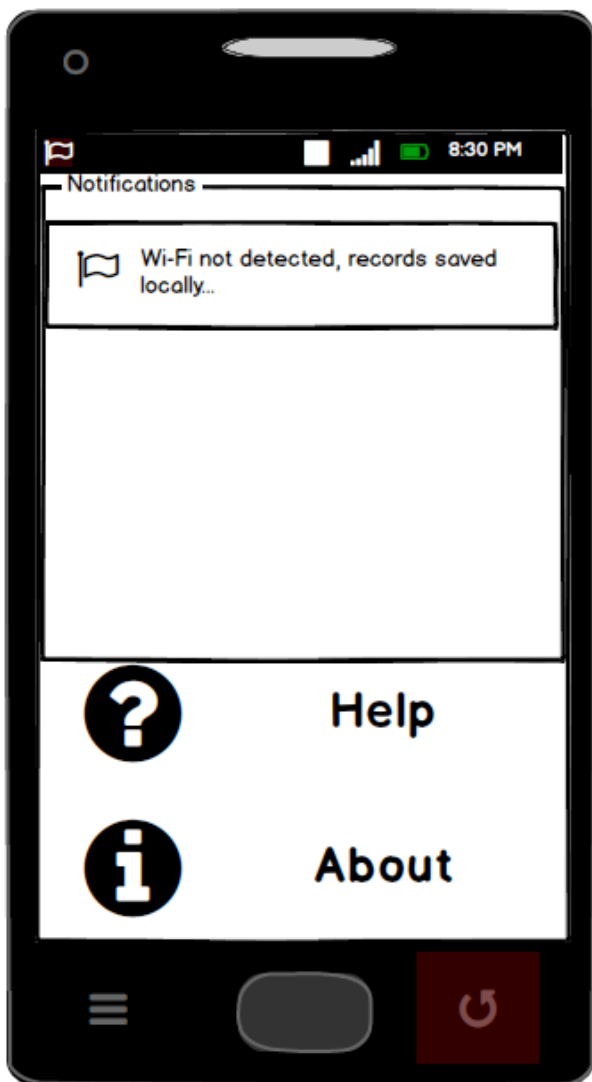 8:30 PM
Notifications
Wi-Fi not detected, records saved
locally...
Help
About